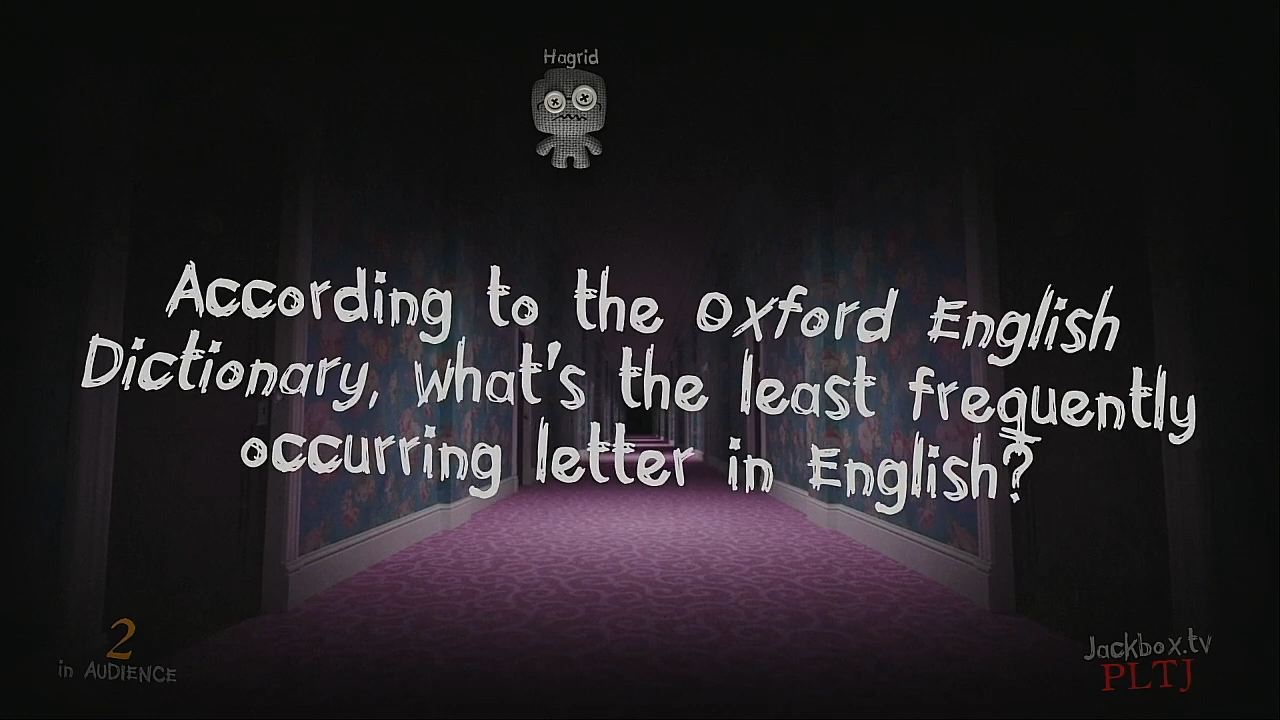 Hagrid
According to the Oxford English
Dictionary, what's the least frequently
occurring letter in English?
2
in AUDIENCE
Jackbox.tv
PLTJ